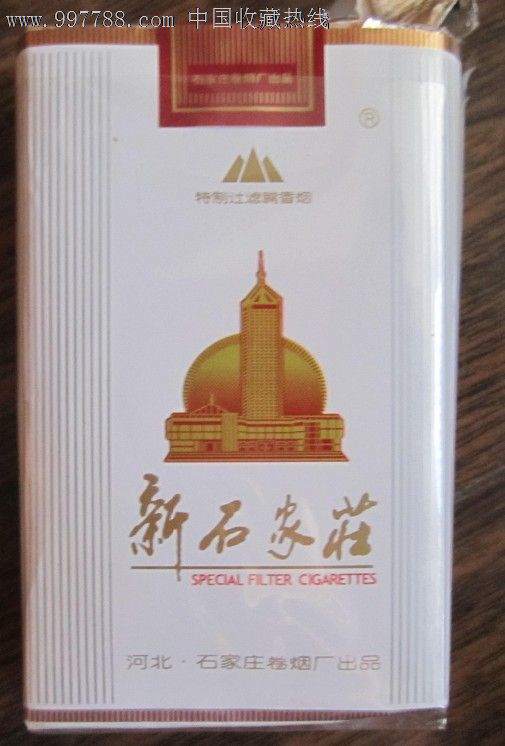 www.997788.com 中国收藏热线
石家庄卷烟厂出品
®
特制过滤嘴香烟
新石家莊
SPECIAL FILTER CIGARETTES
河北·石家庄卷烟厂出品